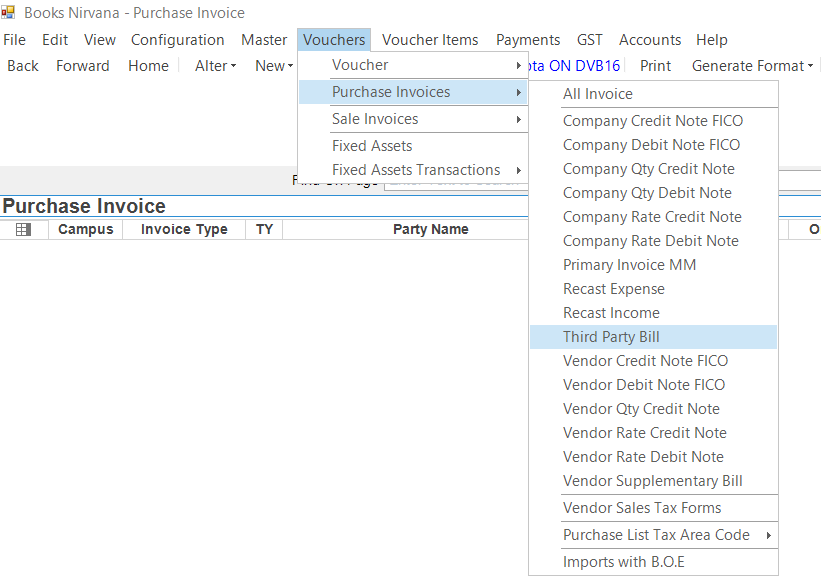 Books Nirvana - Purchase Invoice
File Edit View Configuration Master Vouchers Voucher Items Payments GST Accounts Help
Back Forward Home Alter New ota ON DVB16 Print Generate Format
Voucher
Purchase Invoices
Sale Invoices
Fixed Assets
Fixed Assets Transactions
All Invoice
Company Credit Note FICO
Company Debit Note FICO
Company Qty Credit Note
Company Qty Debit Note
Company Rate Credit Note
Company Rate Debit Note
Primary Invoice MM
Recast Expense
Recast Income
Third Party Bill
Vendor Credit Note FICO
Vendor Debit Note FICO
Vendor Qty Credit Note
Vendor Rate Credit Note
Vendor Rate Debit Note
Vendor Supplementary Bill
Vendor Sales Tax Forms
Purchase List Tax Area Code
Imports with B.O.E
Purchase Invoice
Campus Invoice Type TY Party Name O